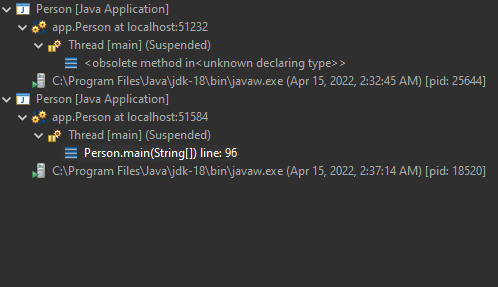 Person [Java Application]
app.Person at localhost:51232
Thread [main] (Suspended)
<obsolete method in<unknown declaring type>>
C:\Program Files\Java\jdk-18\bin\javaw.exe (Apr 15, 2022, 2:32:45 AM) [pid: 25644]
Person [Java Application]
app.Person at localhost:51584
Thread [main] (Suspended)
Person.main(String[]) line: 96
C:\Program Files\Java\jdk-18\bin\javaw.exe (Apr 15, 2022, 2:37:14 AM) [pid: 18520]